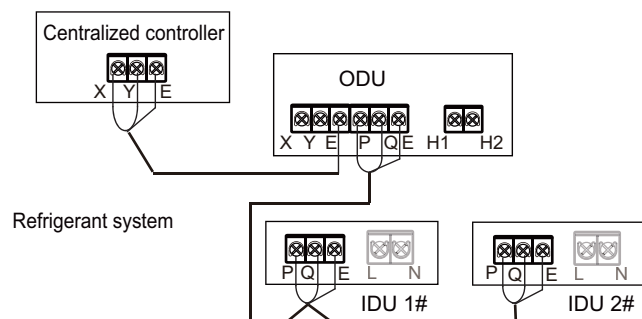 Centralized controller
X Y E
ODU
X Y E P Q E H1 H2
Refrigerant system
P Q E L N
IDU 1#
P Q E L N
IDU 2#